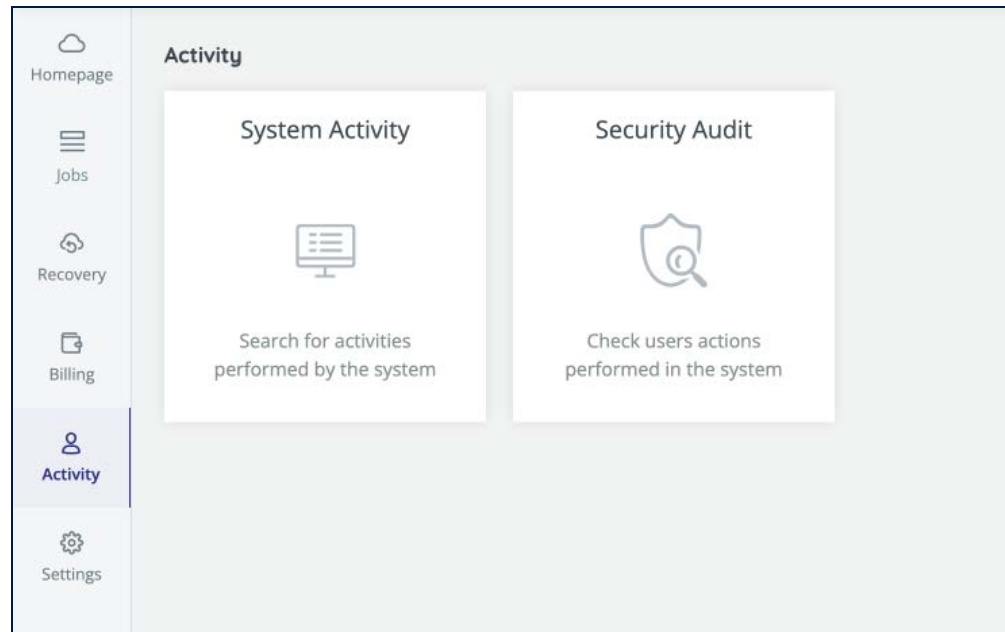 Homepage
Jobs
Recovery
Billing
Activity
Settings
Activity
System Activity
Search for activities
performed by the system
Security Audit
Check users actions
performed in the system